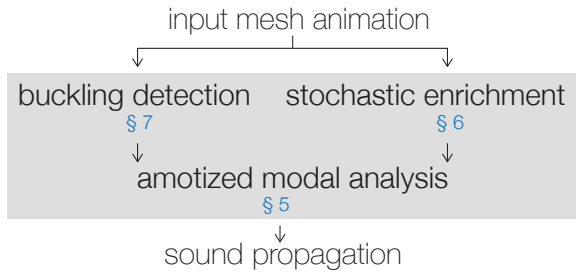 input mesh animation
buckling detection stochastic enrichment
§ 7 § 6
amotized modal analysis
§ 5
sound propagation